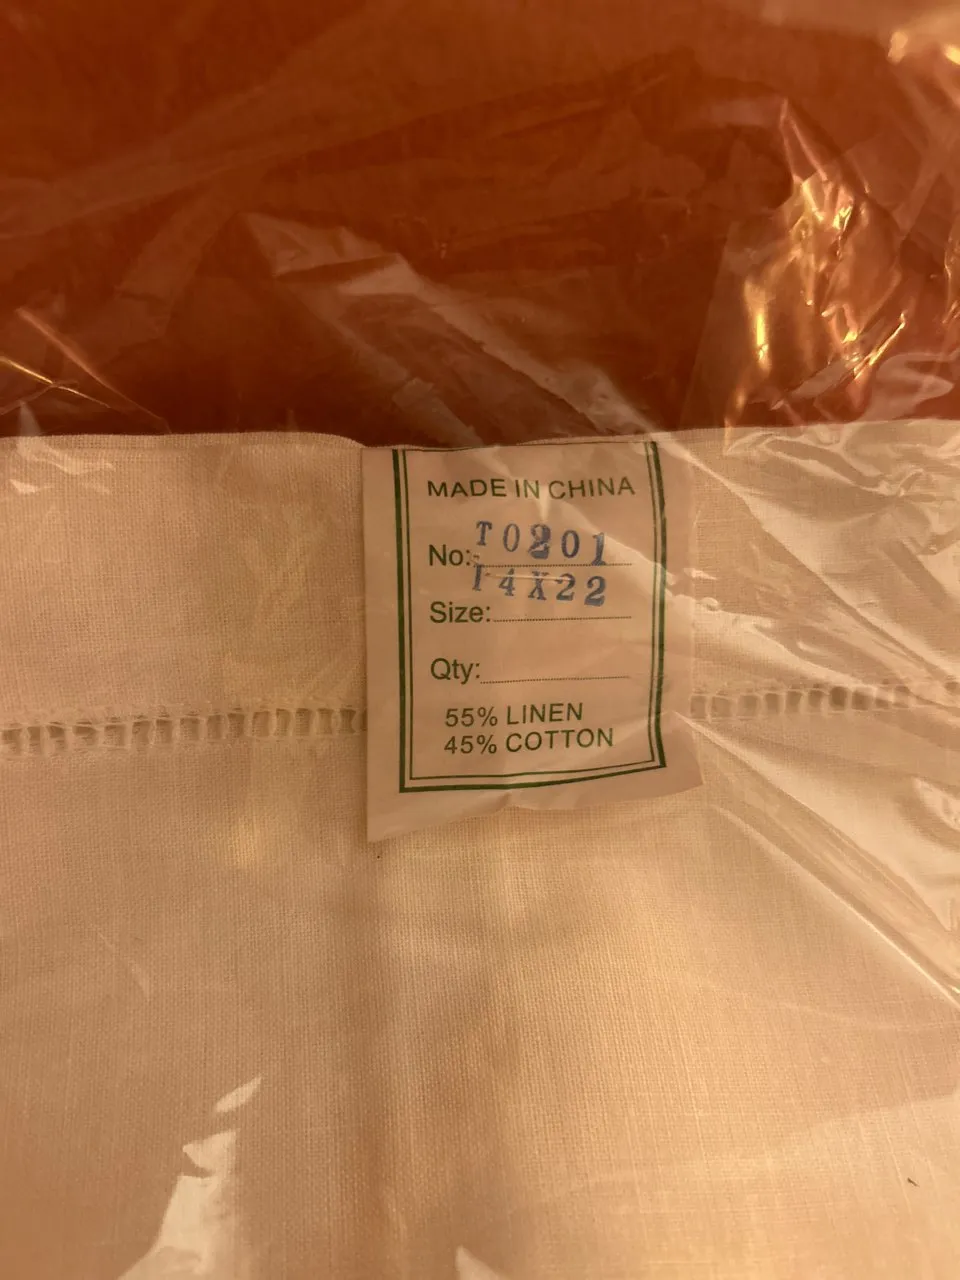 MADE IN CHINA
No: T0201
Size: 14X22
Qty:
55% LINEN
45% COTTON